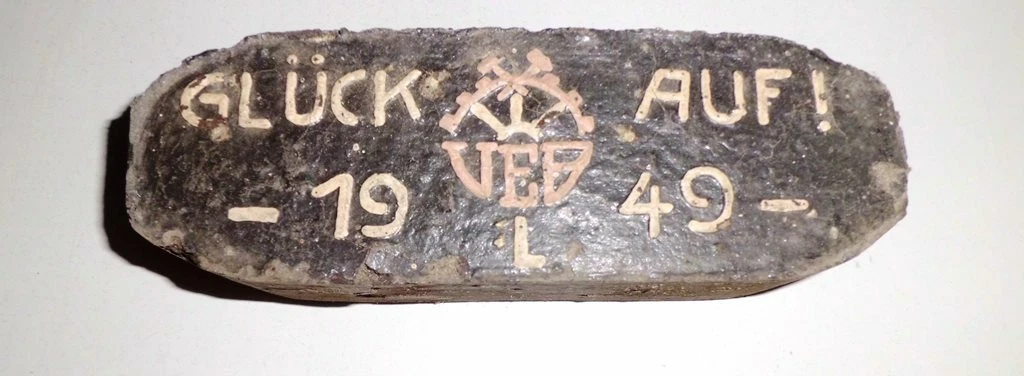 GLÜCK AUF!
VEB
- 19 49 -
L